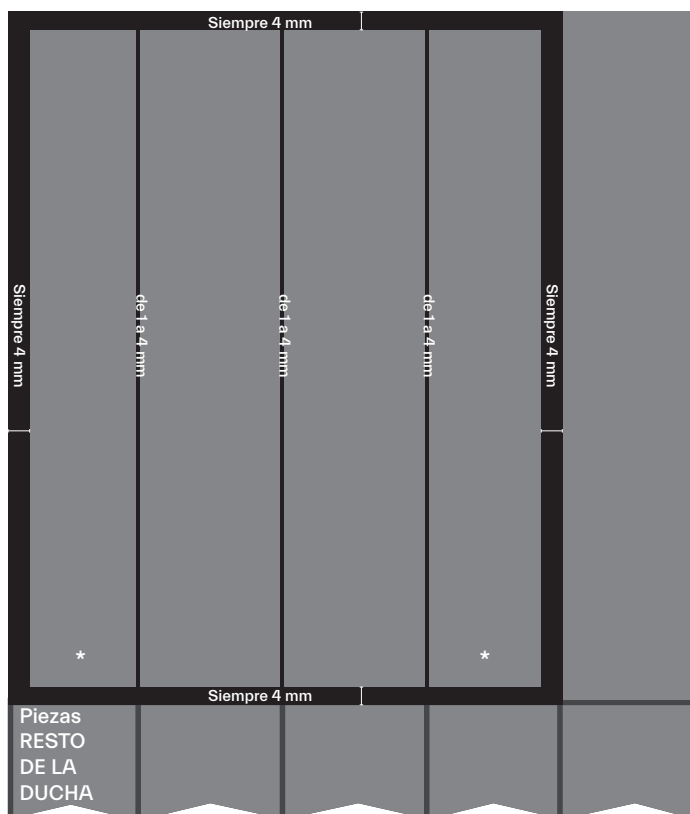 Siempre 4 mm
Siempre 4 mm
de 1 a 4 mm
de 1 a 4 mm
de 1 a 4 mm
Siempre 4 mm
*
*
Siempre 4 mm
Piezas
RESTO
DE LA
DUCHA